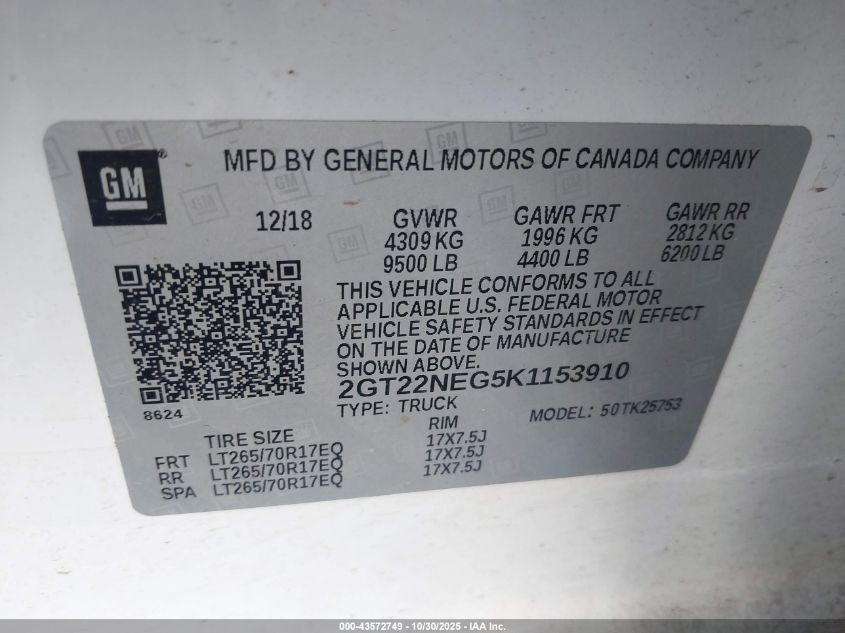 GM
MFD BY GENERAL MOTORS OF CANADA COMPANY
12/18
GVWR GAWR FRT GAWR RR
4309 KG 1996 KG 2812 KG
9500 LB 4400 LB 6200 LB
THIS VEHICLE CONFORMS TO ALL
APPLICABLE U.S. FEDERAL MOTOR
VEHICLE SAFETY STANDARDS IN EFFECT
ON THE DATE OF MANUFACTURE
SHOWN ABOVE.
2GT22NEG5K1153910
8624
TYPE: TRUCK MODEL: 50TK25753
TIRE SIZE RIM
FRT LT265/70R17EQ 17X7.5J
RR LT265/70R17EQ 17X7.5J
SPA LT265/70R17EQ 17X7.5J
000-43572749 - 10/30/2025 - IAA Inc.